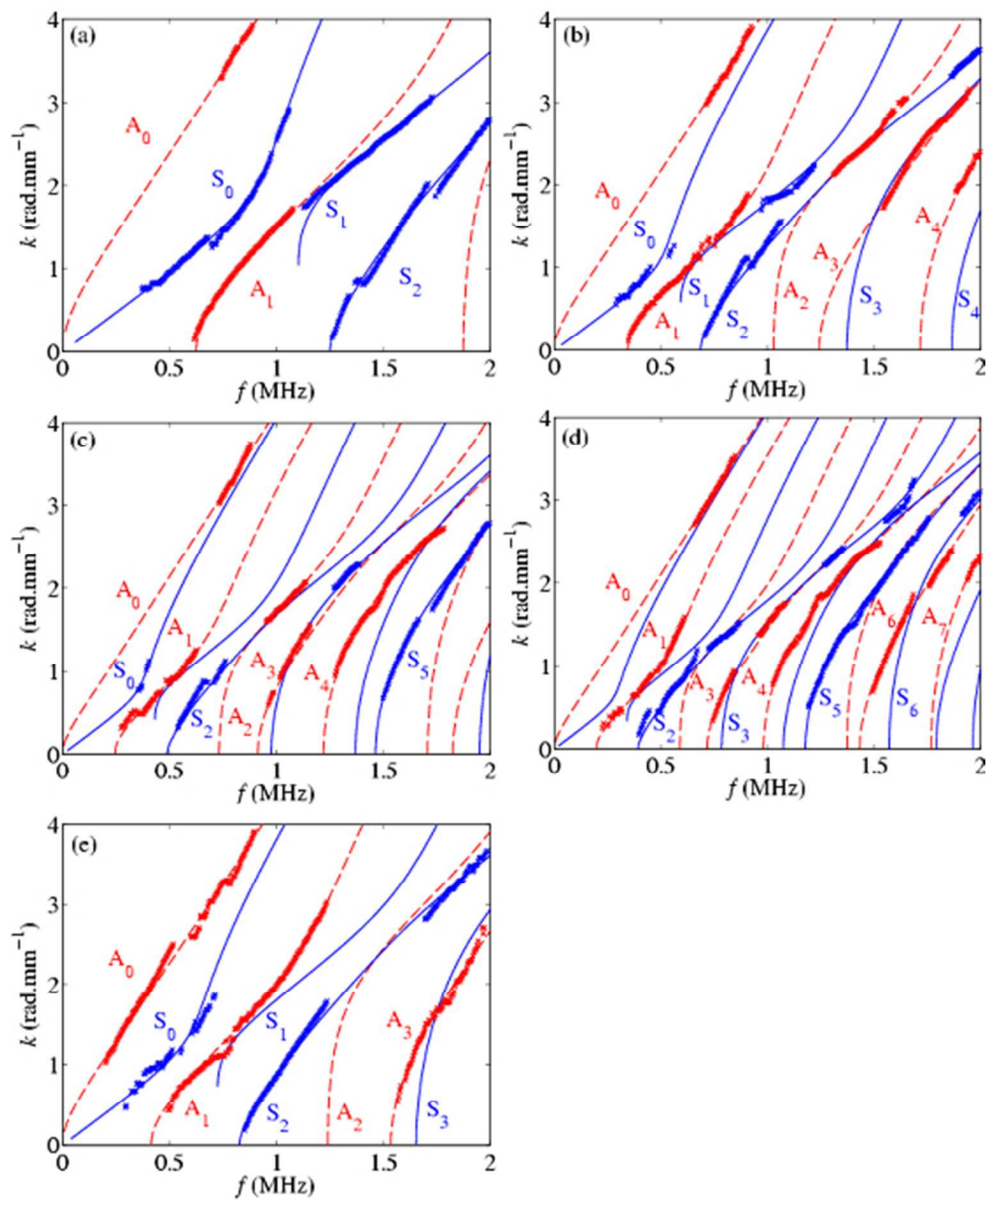 (a)
4
3
2
1
0
k (rad.mm⁻¹)
A₀
S₀
S₁
A₁
S₂
0 0.5 1 1.5 2
f (MHz)
(b)
4
3
2
1
0
k (rad.mm⁻¹)
A₀
S₀
A₄
A₃
S₁
A₂
S₃
S₄
A₁
S₂
0 0.5 1 1.5 2
f (MHz)
(c)
4
3
2
1
0
k (rad.mm⁻¹)
A₀
A₁
S₀
A₃
A₄
S₅
S₂
A₂
0 0.5 1 1.5 2
f (MHz)
(d)
4
3
2
1
0
k (rad.mm⁻¹)
A₀
A₁
A₆
A₇
A₃
A₄
S₂
S₃
S₅
S₆
0 0.5 1 1.5 2
f (MHz)
(e)
4
3
2
1
0
k (rad.mm⁻¹)
A₀
S₀
S₁
A₃
A₁
S₂
A₂
S₃
0 0.5 1 1.5 2
f (MHz)